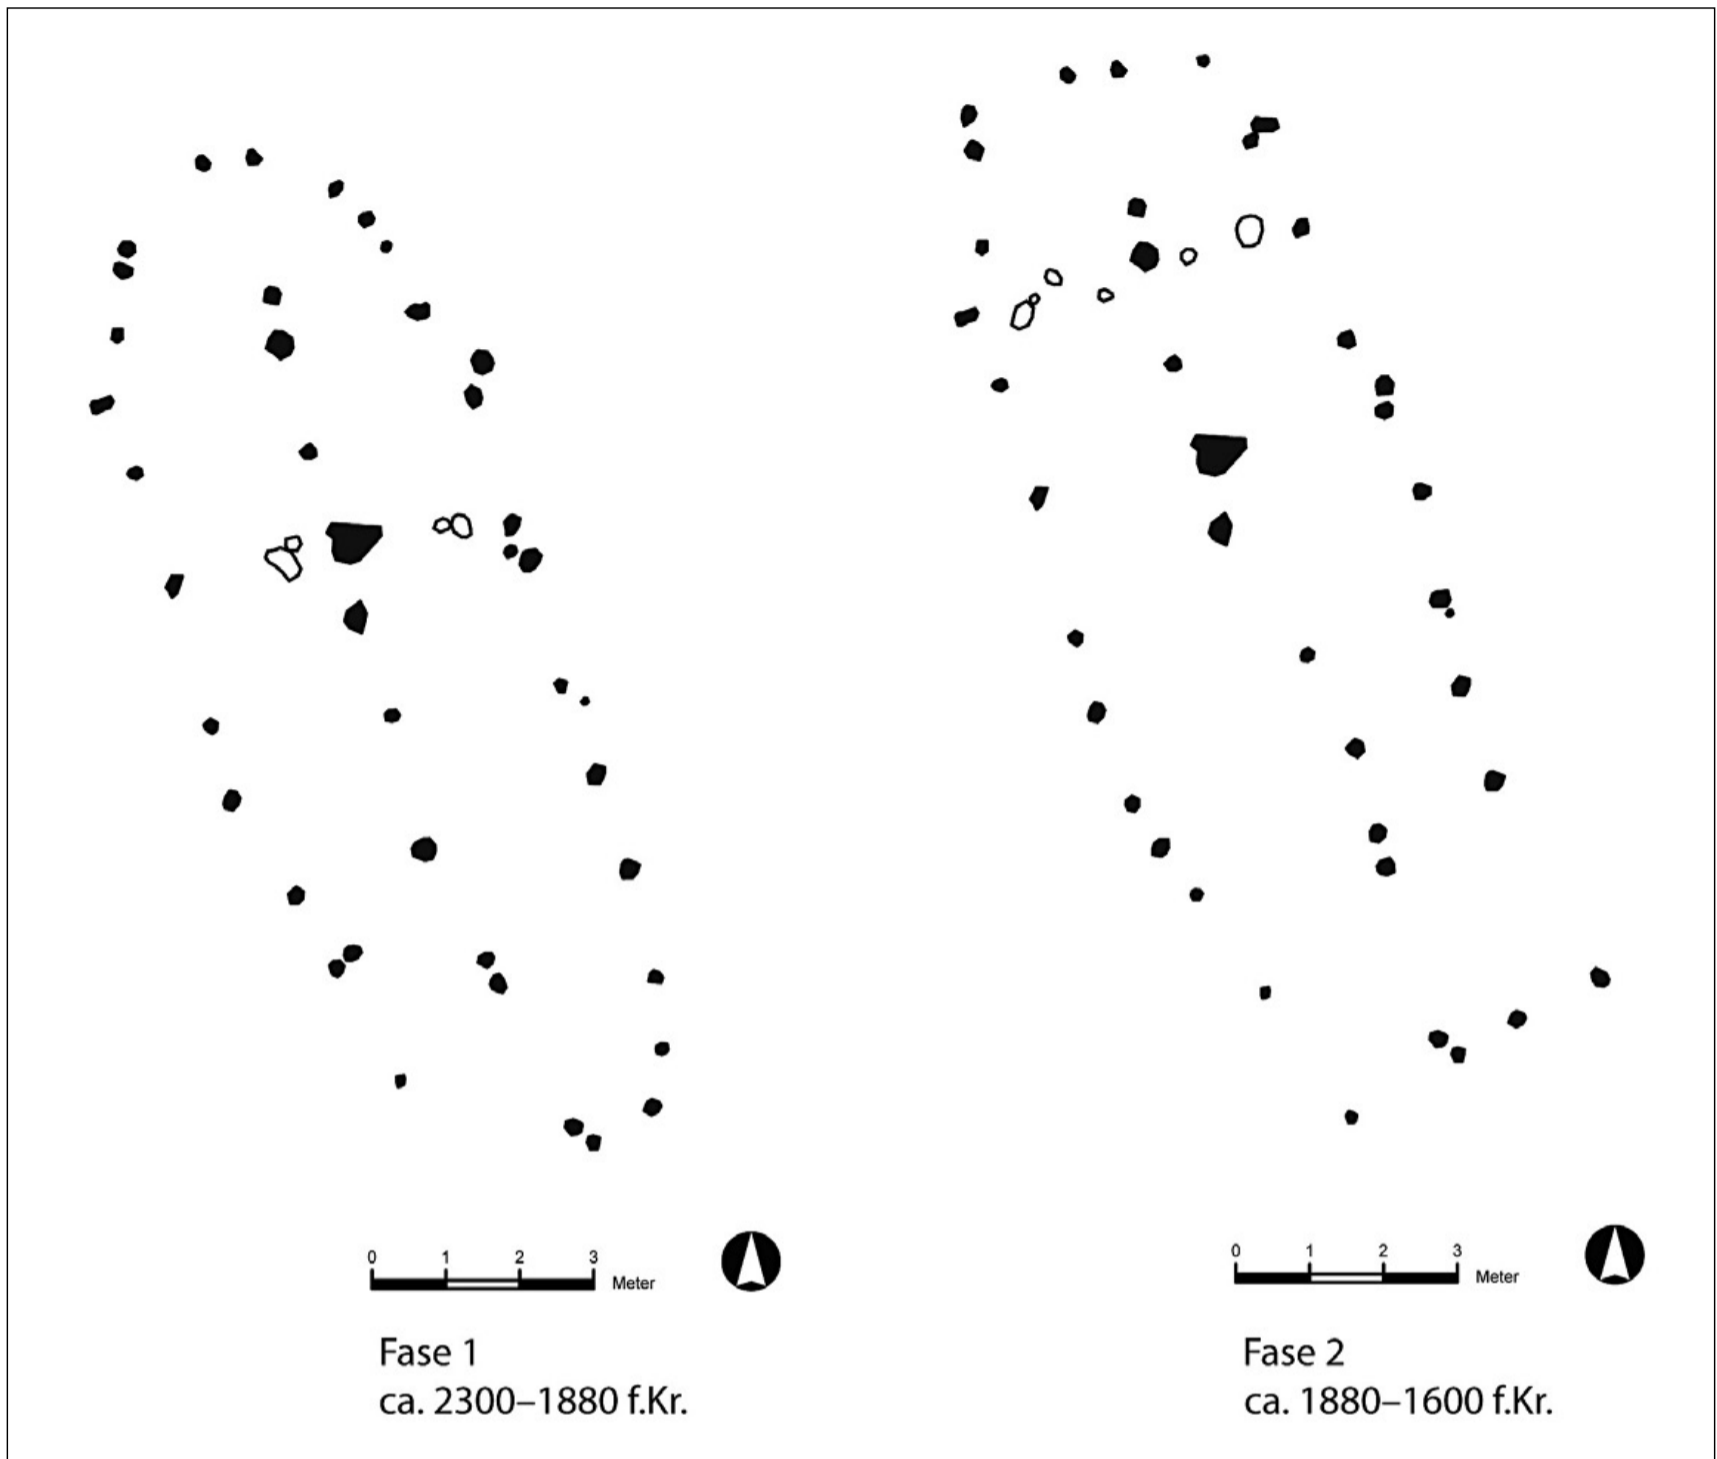 0 1 2 3
Meter
Fase 1
ca. 2300–1880 f.Kr.
0 1 2 3
Meter
Fase 2
ca. 1880–1600 f.Kr.